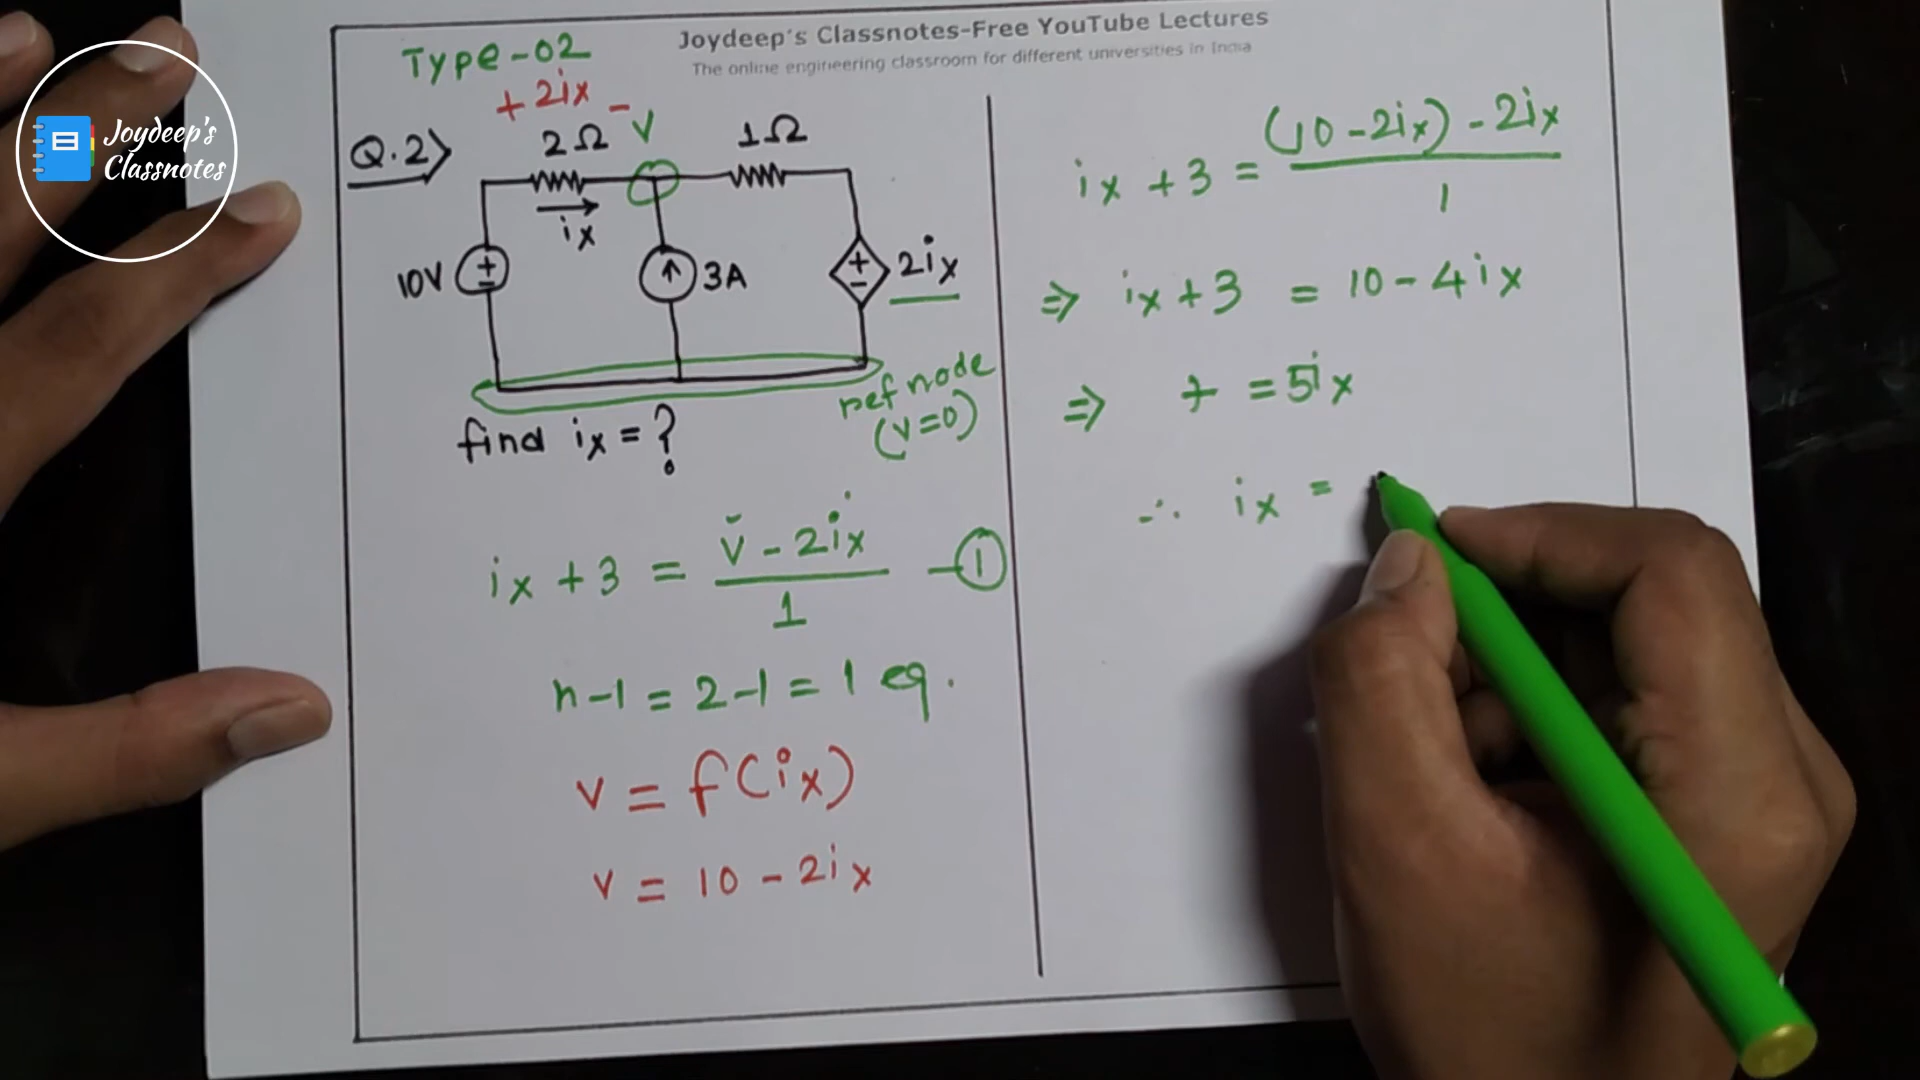 Joydeep's
Classnotes
Joydeep's Classnotes-Free YouTube Lectures
The online engineering classroom for different universities in India
Type-02
+ 2ix -
Q.2>
2Ω
V
1Ω
ix
10V
+
-
3A
+
-
2ix
ref node
(v=0)
find ix = ?
ix + 3 = v - 2ix / 1 -①
n-1 = 2-1 = 1 eq.
v = f(ix)
v = 10 - 2ix
ix + 3 = (10 - 2ix) - 2ix / 1
⇒ ix + 3 = 10 - 4ix
⇒ 7 = 5ix
∴ ix =